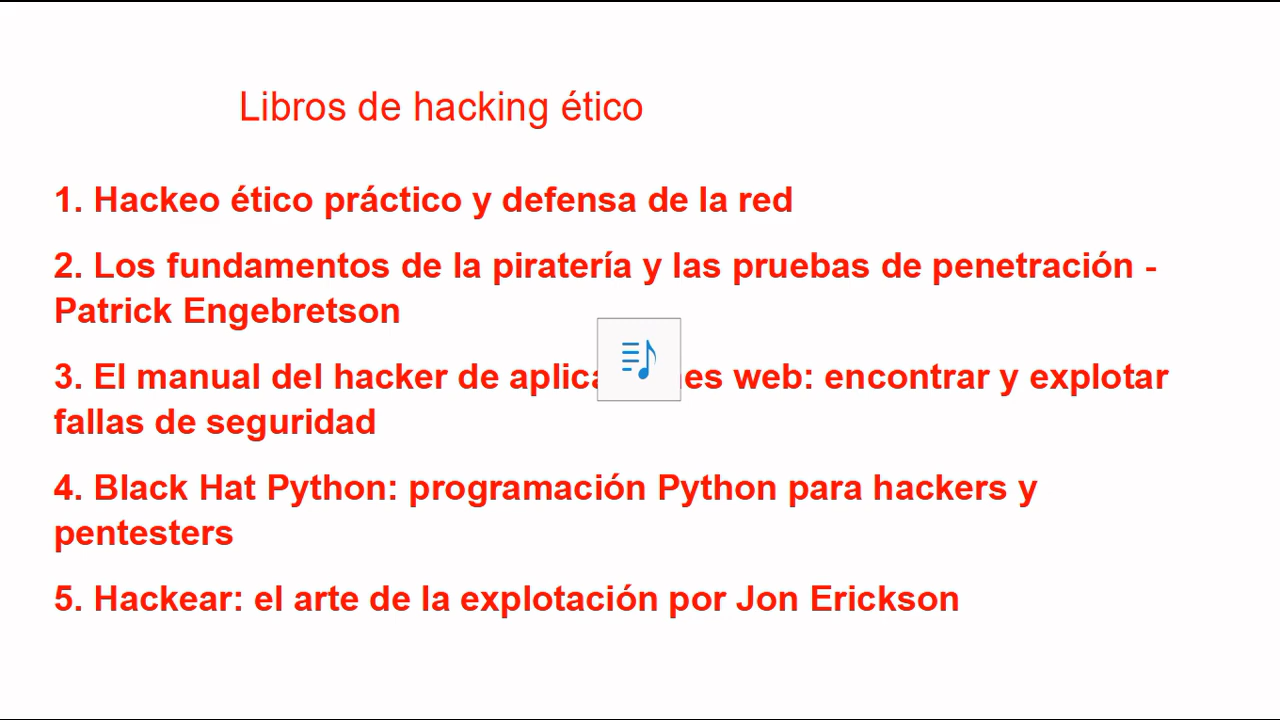 Libros de hacking ético
1. Hackeo ético práctico y defensa de la red
2. Los fundamentos de la piratería y las pruebas de penetración -
Patrick Engebretson
3. El manual del hacker de web: encontrar y explotar
fallas de seguridad
4. Black Hat Python: programación Python para hackers y
pentesters
5. Hackear: el arte de la explotación por Jon Erickson